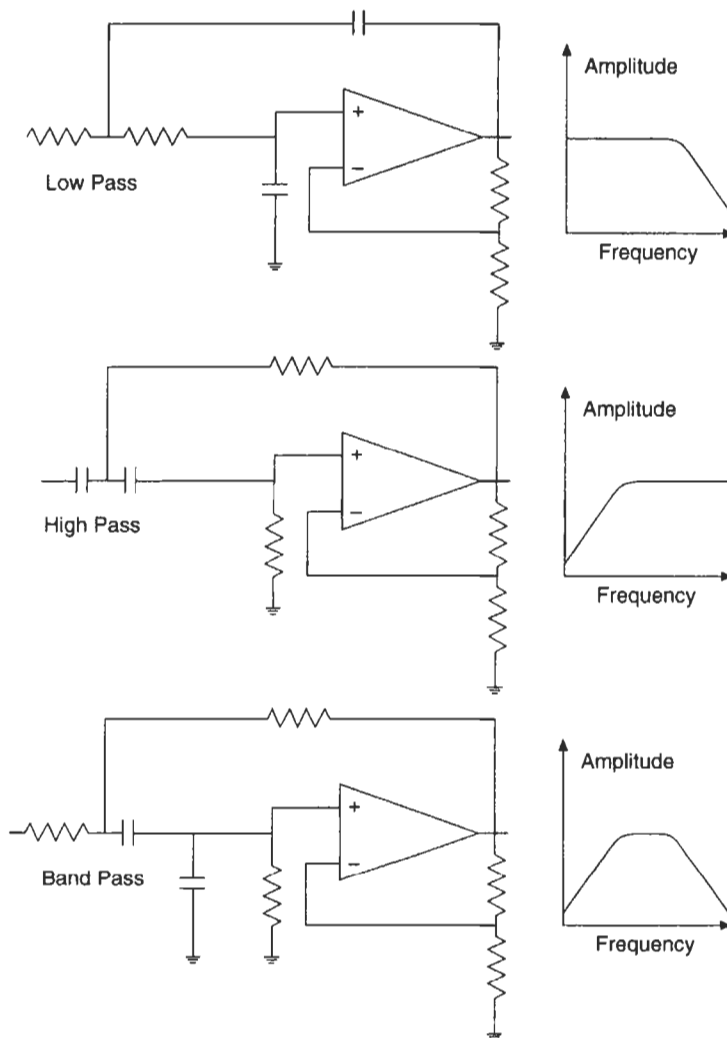 Amplitude
+
−
Low Pass
Frequency
Amplitude
+
−
High Pass
Frequency
Amplitude
+
−
Band Pass
Frequency